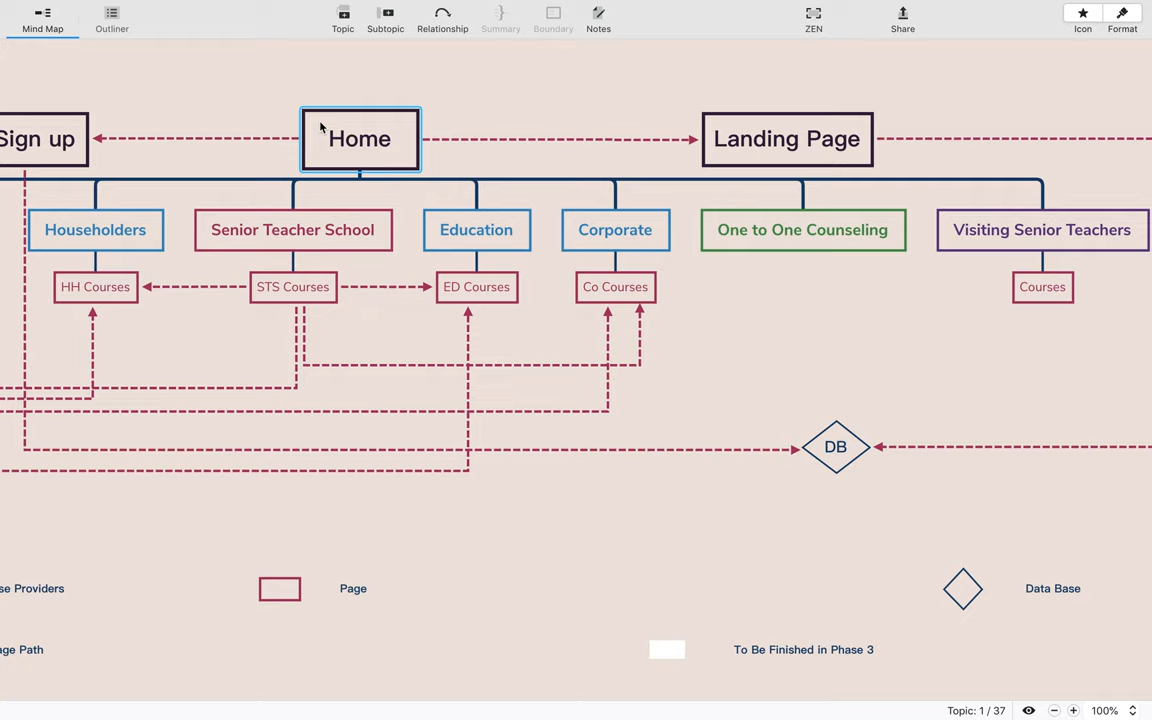 Mind Map
Outliner
Topic
Subtopic
Relationship
Summary
Boundary
Notes
ZEN
Share
Icon
Format
Sign up
Home
Landing Page
Householders
Senior Teacher School
Education
Corporate
One to One Counseling
Visiting Senior Teachers
HH Courses
STS Courses
ED Courses
Co Courses
Courses
DB
se Providers
Page
Data Base
age Path
To Be Finished in Phase 3
Topic: 1 / 37
100%